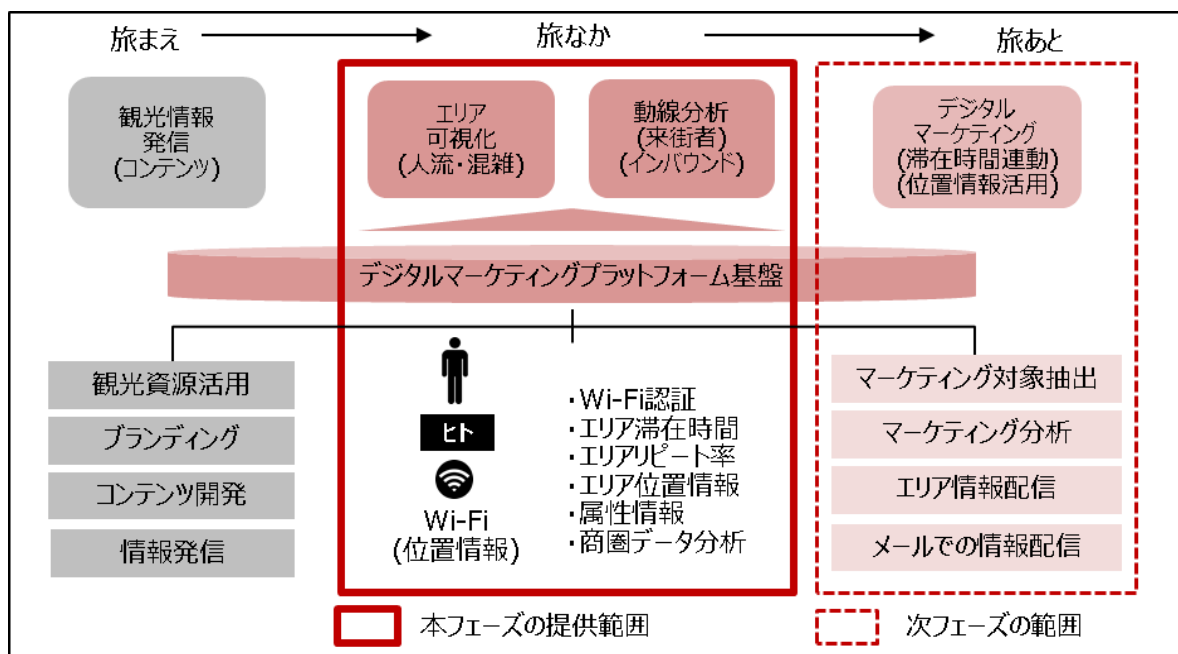 旅まえ
旅なか
旅あと
観光情報
発信
(コンテンツ)
エリア
可視化
(人流・混雑)
動線分析
(来街者)
(インバウンド)
デジタル
マーケティング
(滞在時間連動)
(位置情報活用)
デジタルマーケティングプラットフォーム基盤
観光資源活用
ブランディング
コンテンツ開発
情報発信
ヒト
Wi-Fi
(位置情報)
・Wi-Fi認証
・エリア滞在時間
・エリアリピート率
・エリア位置情報
・属性情報
・商圏データ分析
マーケティング対象抽出
マーケティング分析
エリア情報配信
メールでの情報配信
本フェーズの提供範囲
次フェーズの範囲